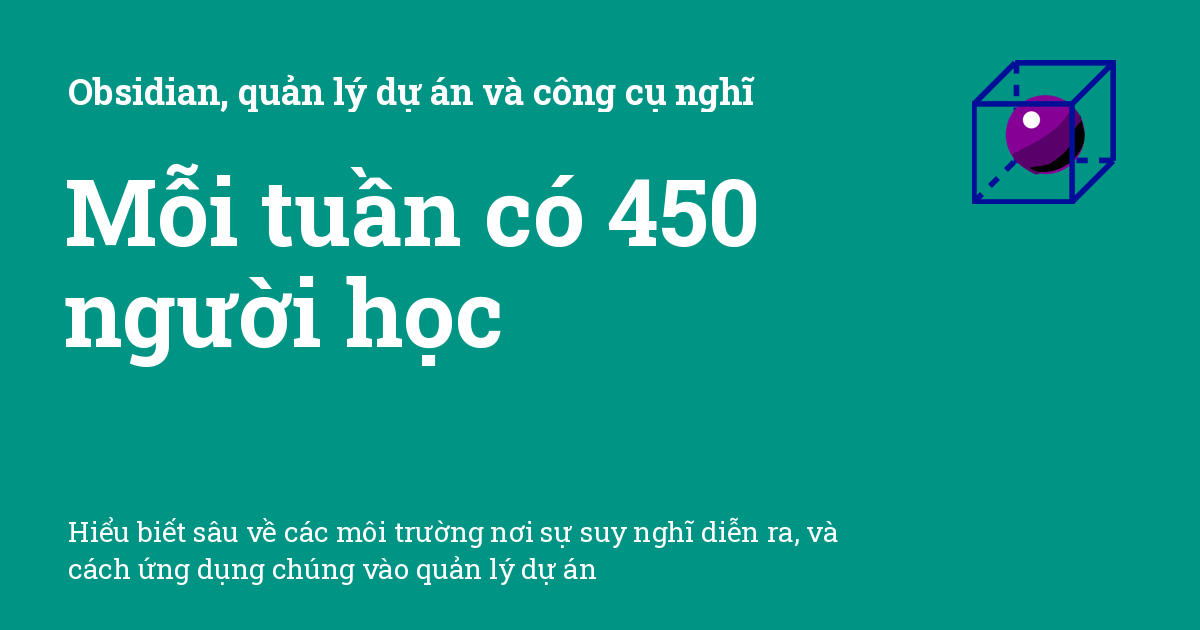 Obsidian, quản lý dự án và công cụ nghĩ
Mỗi tuần có 450
người học
Hiểu biết sâu về các môi trường nơi sự suy nghĩ diễn ra, và
cách ứng dụng chúng vào quản lý dự án